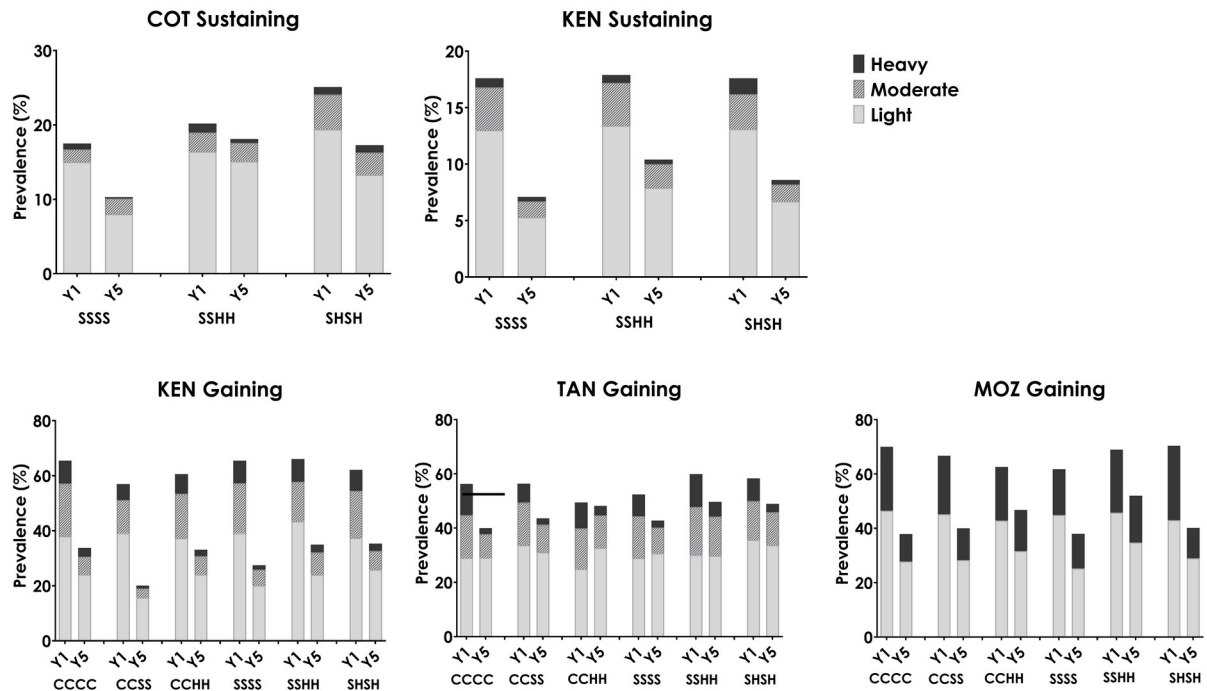 COT Sustaining
Prevalence (%)
30
20
10
0
Y1 Y5 Y1 Y5 Y1 Y5
SSSS SSHH SHSH
KEN Sustaining
Prevalence (%)
20
15
10
5
0
Y1 Y5 Y1 Y5 Y1 Y5
SSSS SSHH SHSH
Heavy
Moderate
Light
KEN Gaining
Prevalence (%)
80
60
40
20
0
Y1 Y5 Y1 Y5 Y1 Y5 Y1 Y5 Y1 Y5 Y1 Y5
CCCC CCSS CCHH SSSS SSHH SHSH
TAN Gaining
Prevalence (%)
80
60
40
20
0
Y1 Y5 Y1 Y5 Y1 Y5 Y1 Y5 Y1 Y5 Y1 Y5
CCCC CCSS CCHH SSSS SSHH SHSH
MOZ Gaining
Prevalence (%)
80
60
40
20
0
Y1 Y5 Y1 Y5 Y1 Y5 Y1 Y5 Y1 Y5 Y1 Y5
CCCC CCSS CCHH SSSS SSHH SHSH